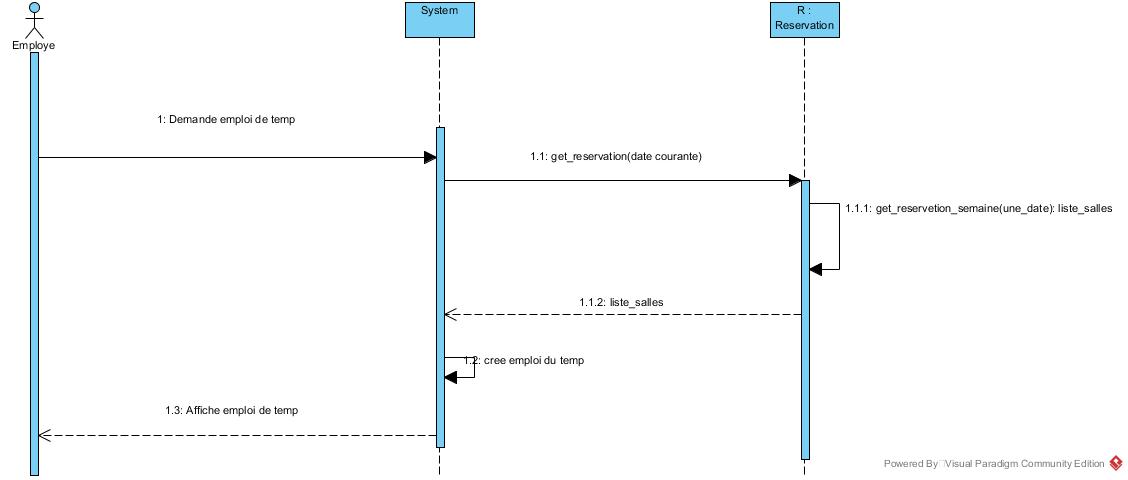 Employe
System
R :
Reservation
1: Demande emploi de temp
1.1: get_reservation(date courante)
1.1.1: get_reservetion_semaine(une_date): liste_salles
1.1.2: liste_salles
1.2: cree emploi du temp
1.3: Affiche emploi de temp
Powered By Visual Paradigm Community Edition